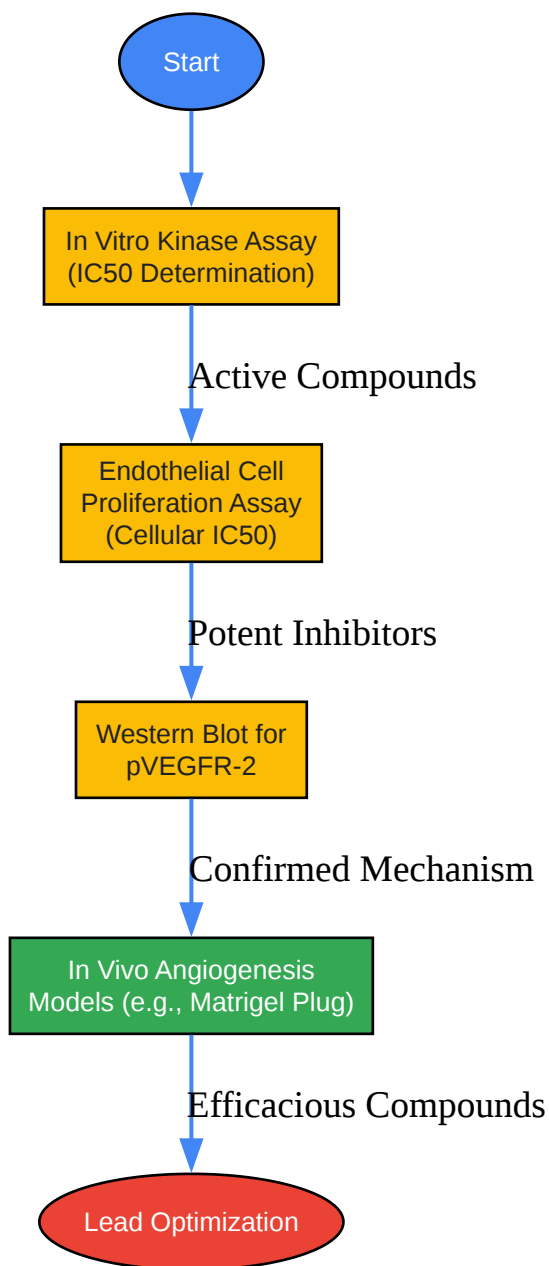 Start
In Vitro Kinase Assay
(IC50 Determination)
Active Compounds
Endothelial Cell
Proliferation Assay
(Cellular IC50)
Potent Inhibitors
Western Blot for
pVEGFR-2
Confirmed Mechanism
In Vivo Angiogenesis
Models (e.g., Matrigel Plug)
Efficacious Compounds
Lead Optimization